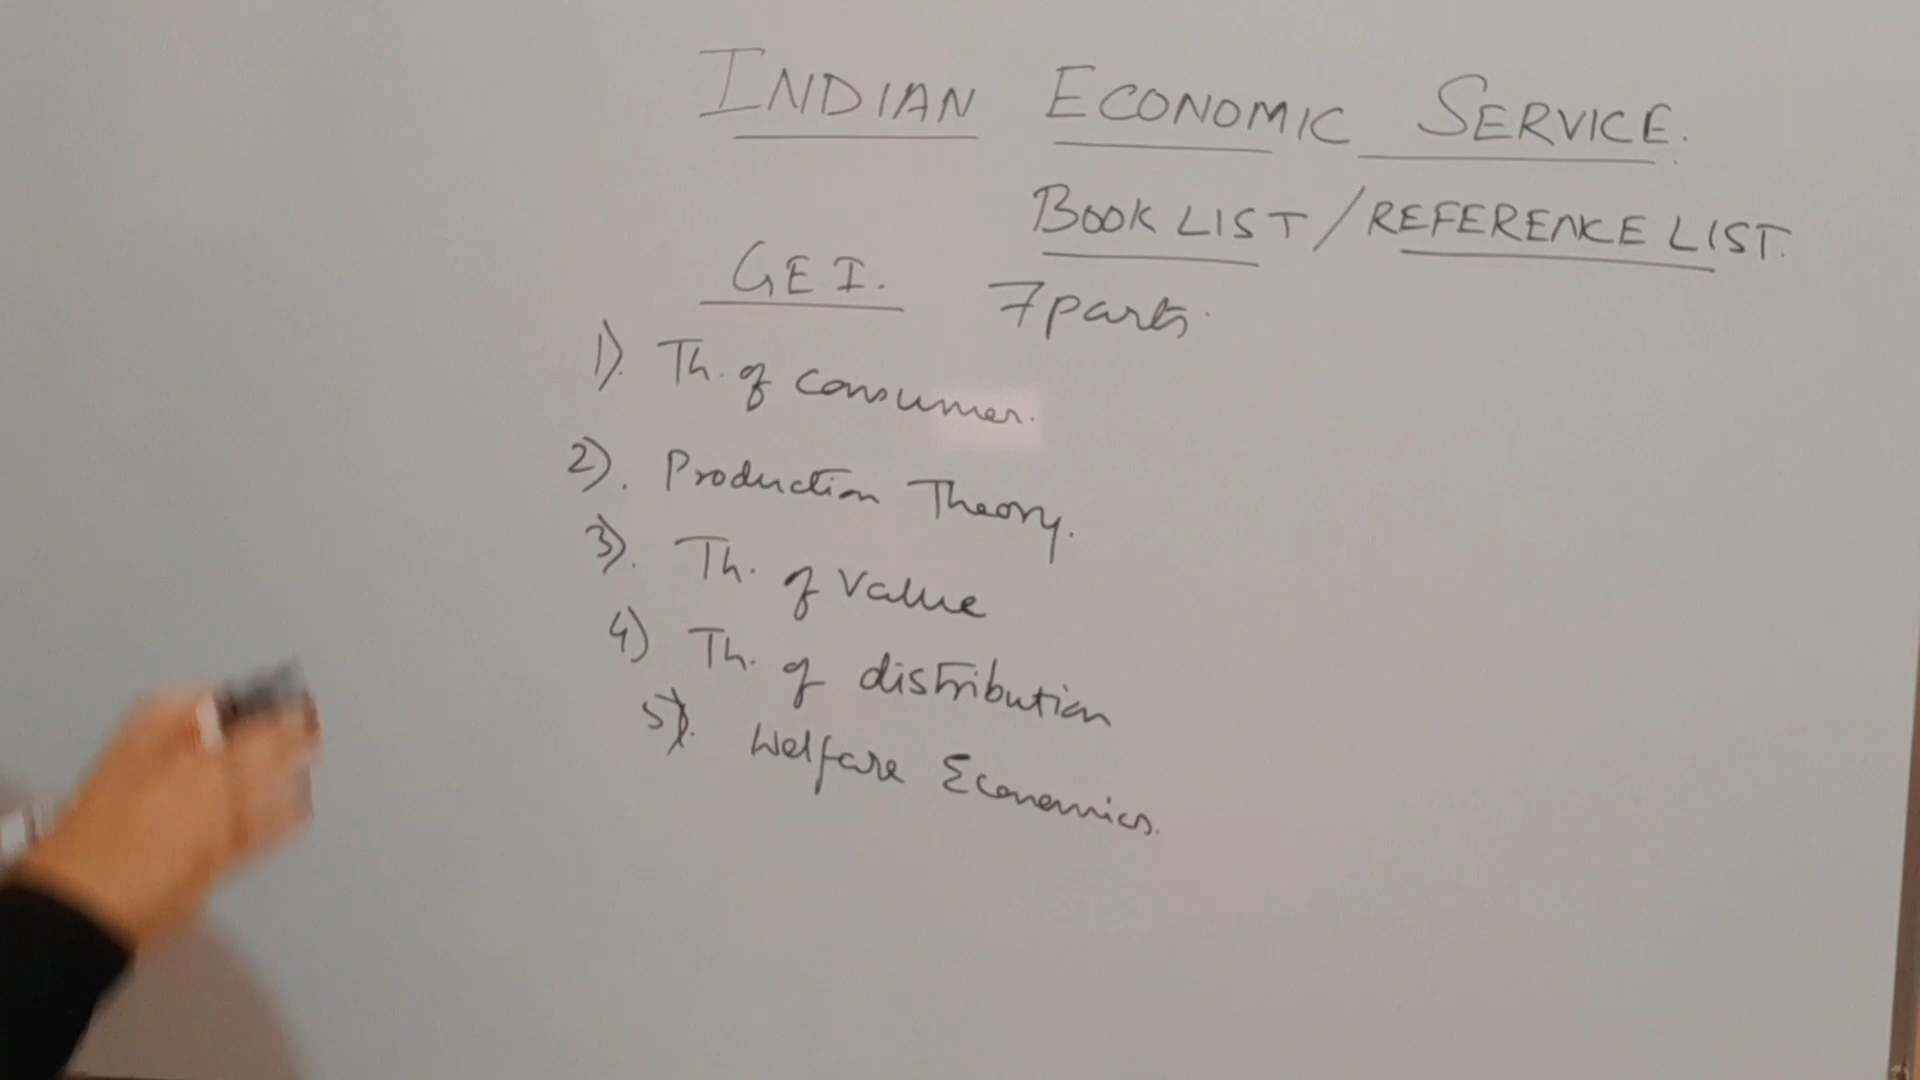 INDIAN ECONOMIC SERVICE.
BOOK LIST / REFERENCE LIST.
GE I. 7 parts.
1). Th. of consumer.
2). Production Theory.
3). Th. of Value
4) Th. of distribution
5). Welfare Economics.